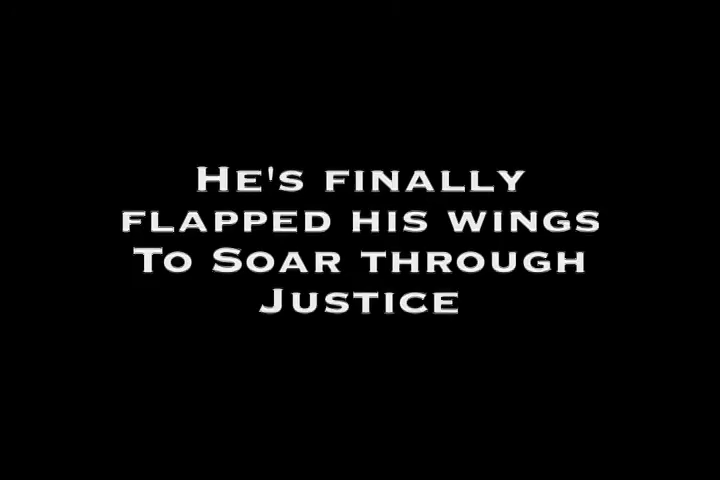 He's finally
flapped his wings
To Soar through
Justice